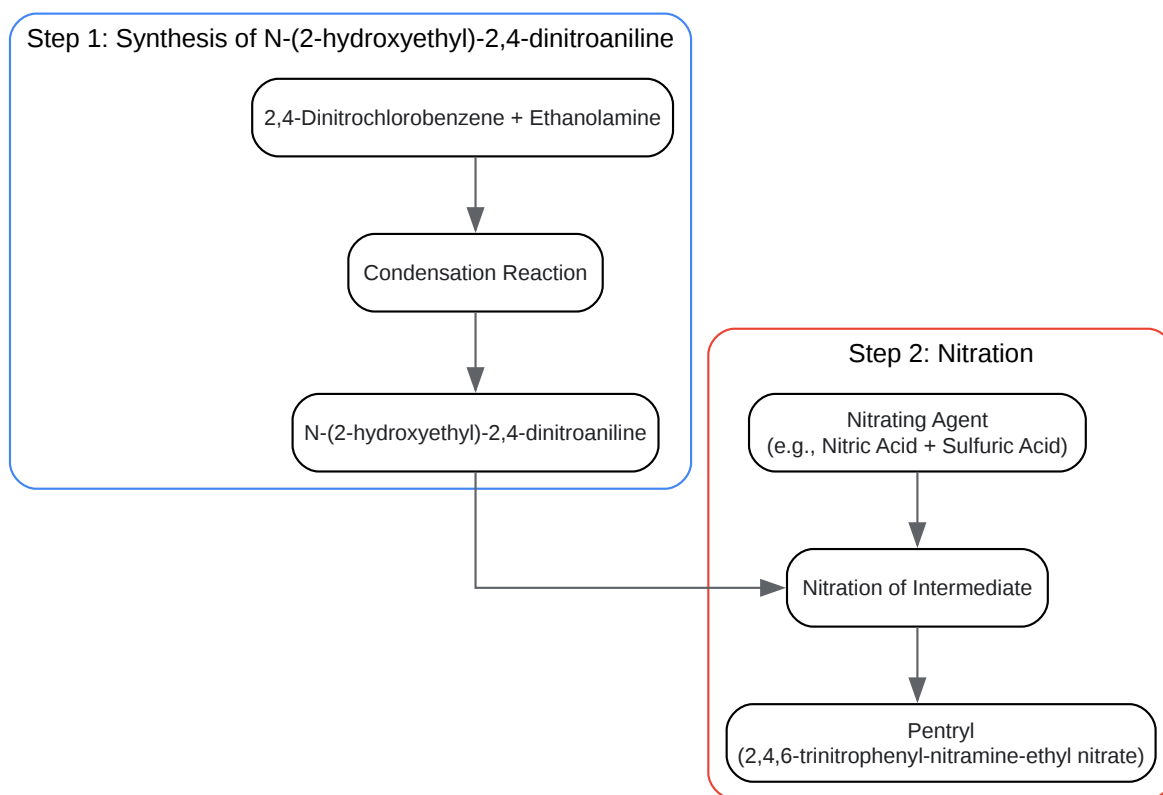 Step 1: Synthesis of N-(2-hydroxyethyl)-2,4-dinitroaniline
2,4-Dinitrochlorobenzene + Ethanolamine
Condensation Reaction
N-(2-hydroxyethyl)-2,4-dinitroaniline
Step 2: Nitration
Nitrating Agent
(e.g., Nitric Acid + Sulfuric Acid)
Nitration of Intermediate
Pentryl
(2,4,6-trinitrophenyl-nitramine-ethyl nitrate)